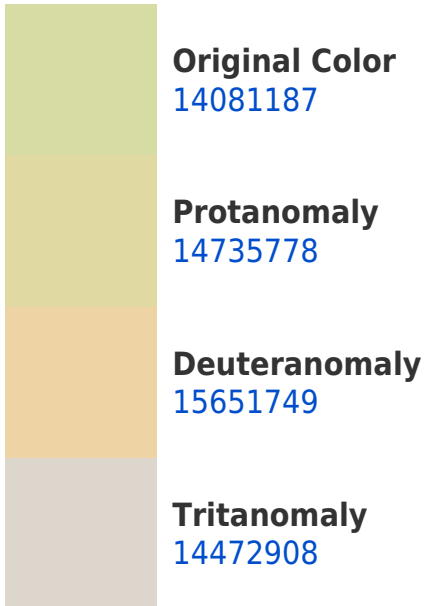 Original Color
14081187
Protanomaly
14735778
Deuteranomaly
15651749
Tritanomaly
14472908